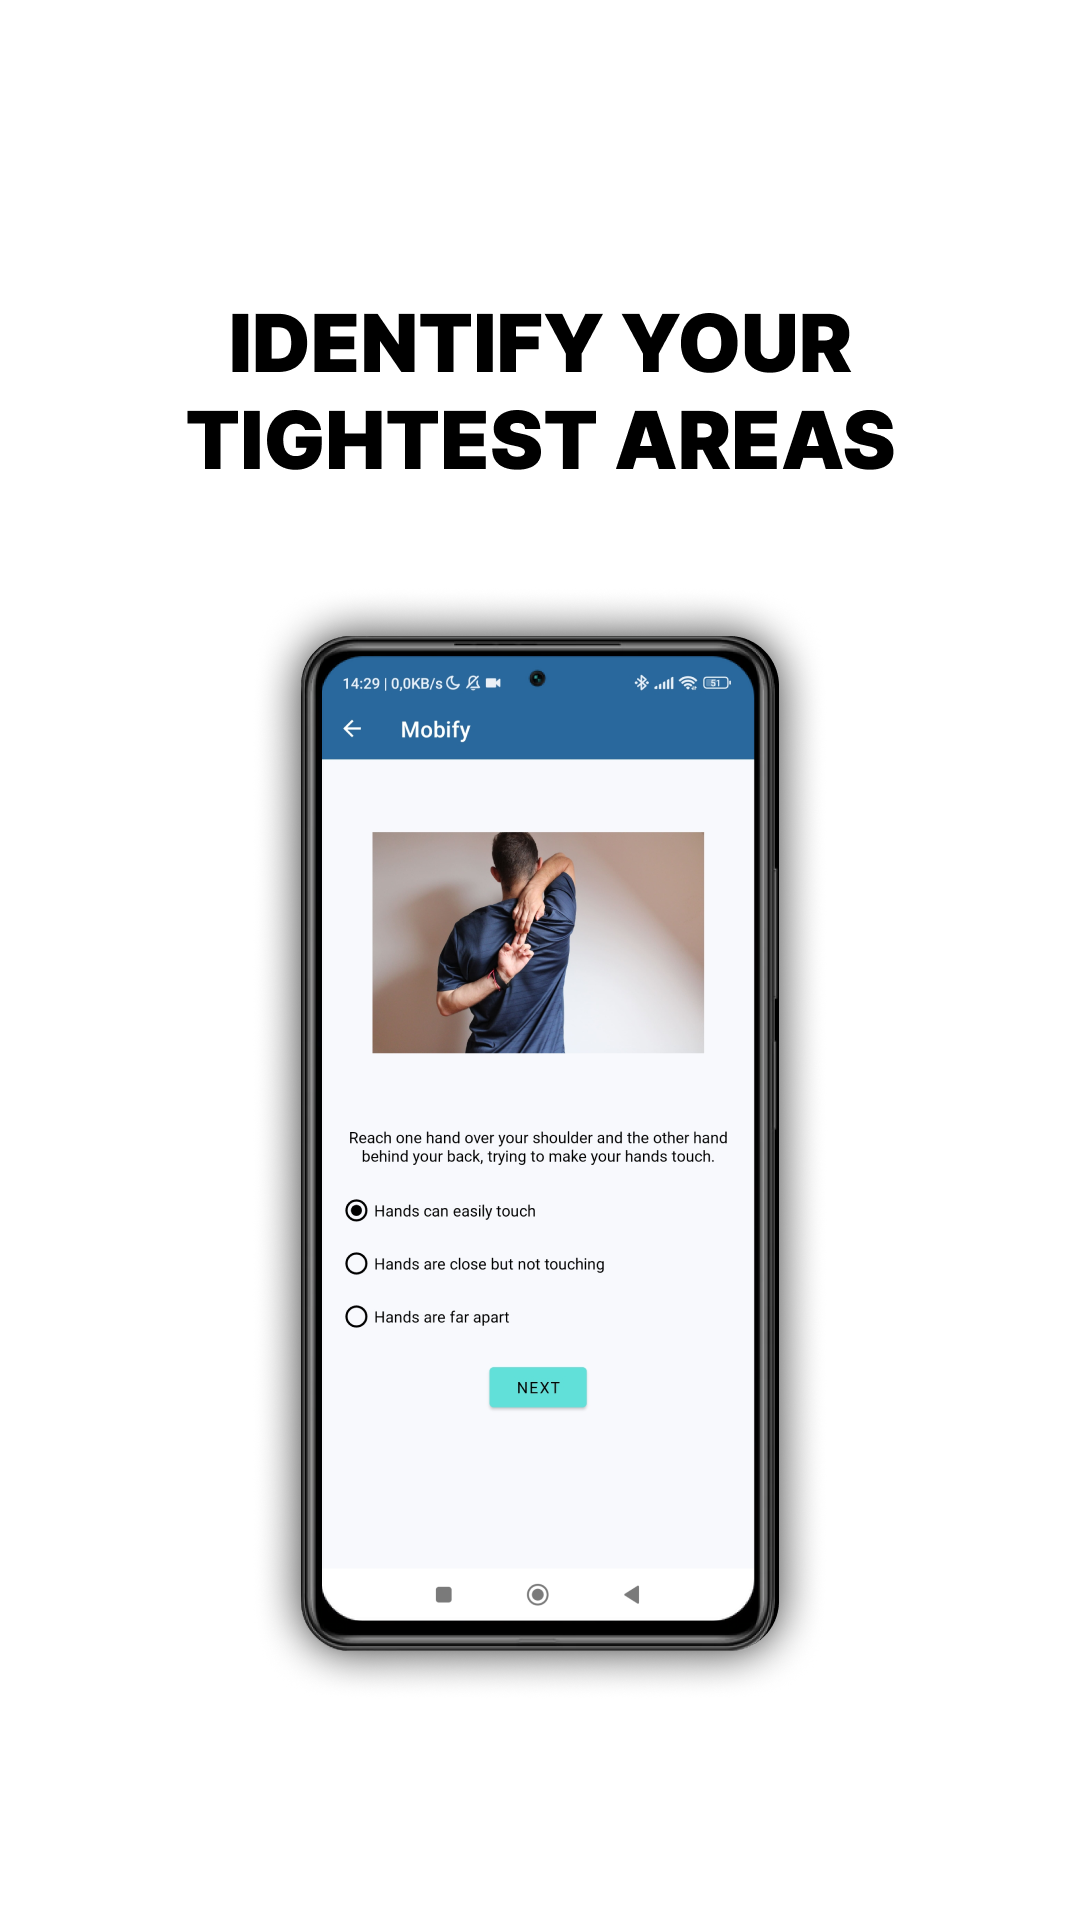 IDENTIFY YOUR
TIGHTEST AREAS
14:29 | 0,0KB/s
51
Mobify
Reach one hand over your shoulder and the other hand
behind your back, trying to make your hands touch.
Hands can easily touch
Hands are close but not touching
Hands are far apart
NEXT